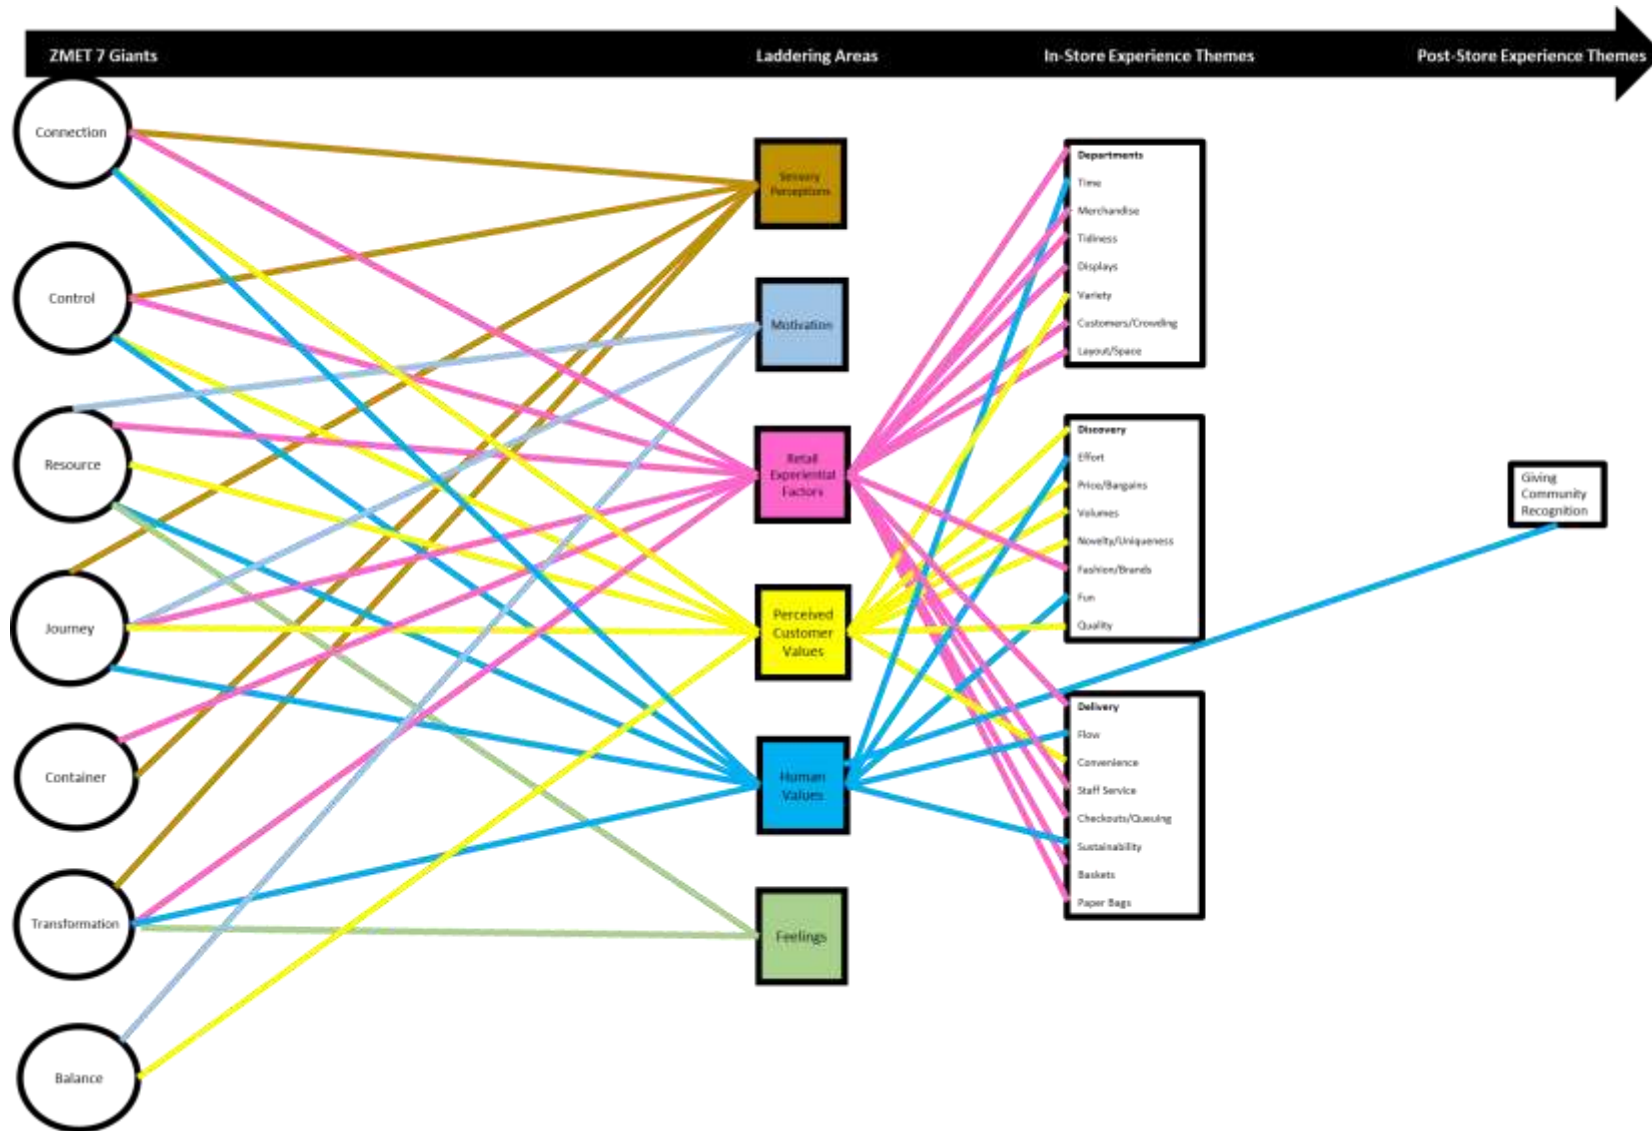 ZMET 7 Giants
Laddering Areas
In-Store Experience Themes
Post-Store Experience Themes
Connection
Control
Resource
Journey
Container
Transformation
Balance
Sensory
Perceptions
Motivation
Retail
Experiential
Factors
Perceived
Customer
Values
Human
Values
Feelings
Departments
Time
Merchandise
Tidiness
Displays
Variety
Customers/Crowding
Layout/Space
Discovery
Effort
Price/Bargains
Volumes
Novelty/Uniqueness
Fashion/Brands
Fun
Quality
Delivery
Flow
Convenience
Staff Service
Checkouts/Queuing
Sustainability
Baskets
Paper Bags
Giving
Community
Recognition